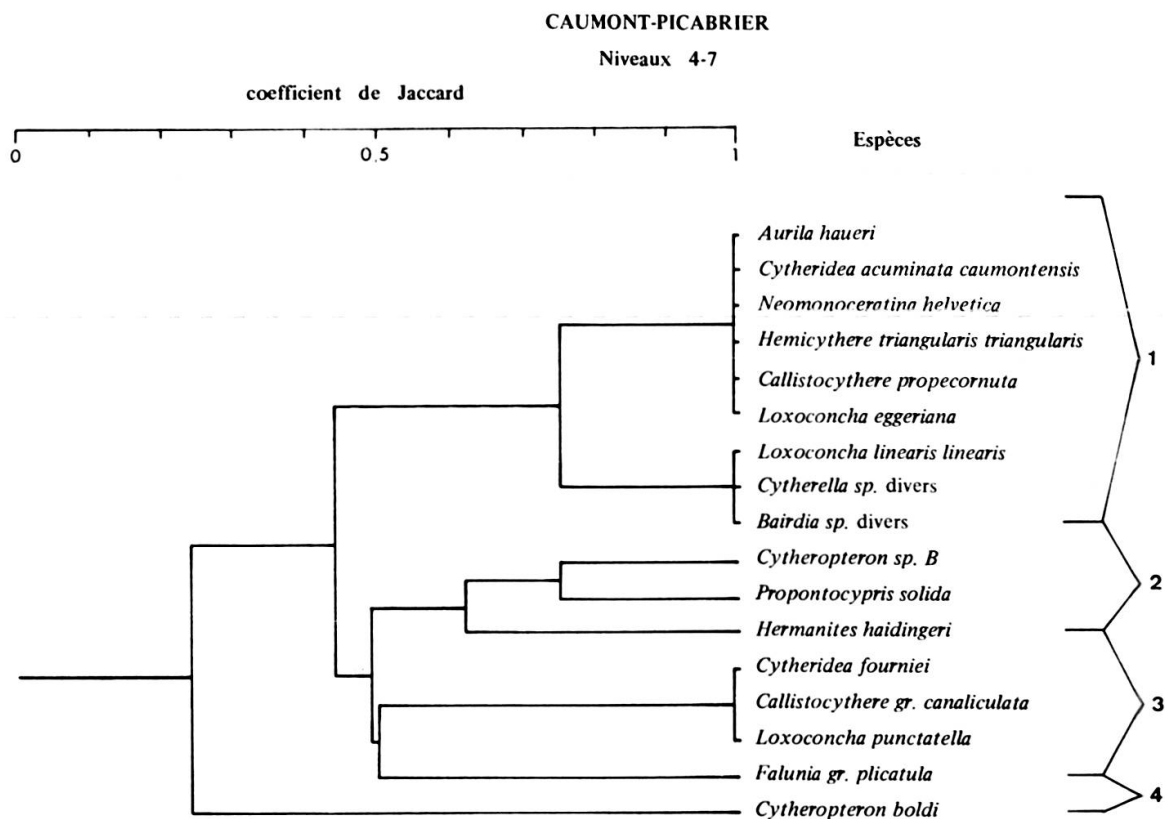 CAUMONT-PICABRIER
Niveaux 4-7
coefficient de Jaccard
0 0.5 1
Espèces
Aurila haueri
Cytheridea acuminata caumontensis
Neomonoceratina helvetica
Hemicythere triangularis triangularis
1
Callistocythere propecornuta
Loxoconcha eggeriana
Loxoconcha linearis linearis
Cytherella sp. divers
Bairdia sp. divers
Cytheropteron sp. B
2
Propontocypris solida
Hermanites haidingeri
Cytheridea fourniei
Callistocythere gr. canaliculata
3
Loxoconcha punctatella
Falunia gr. plicatula
4
Cytheropteron boldi